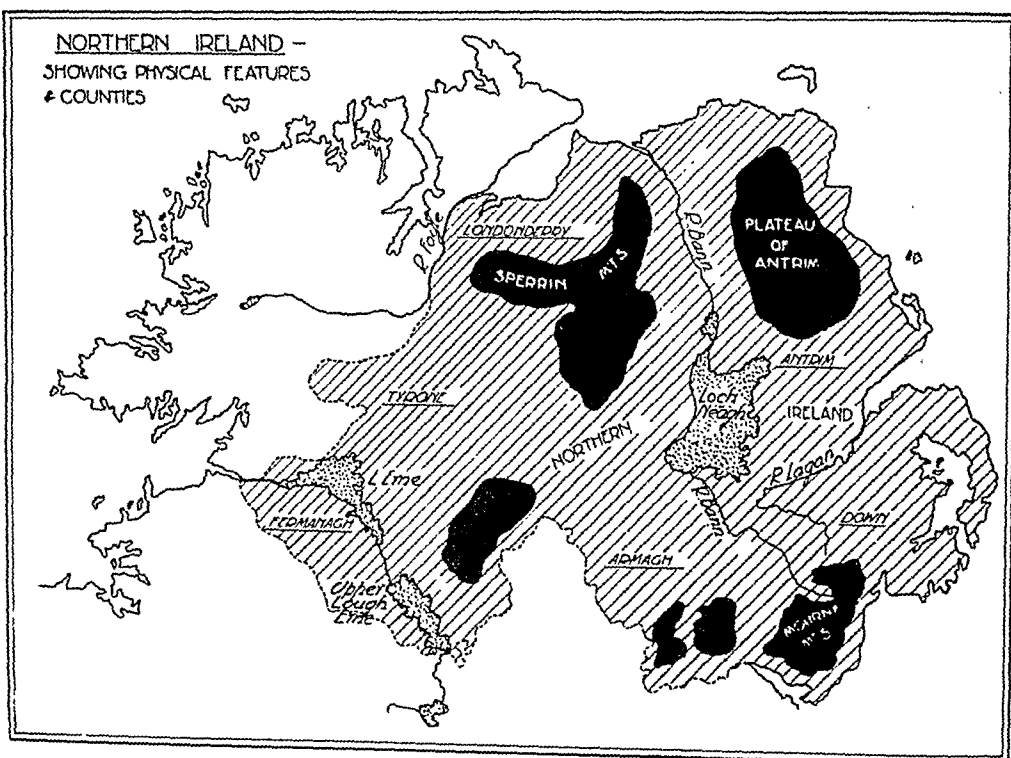 NORTHERN IRELAND –
SHOWING PHYSICAL FEATURES
& COUNTIES
R. Foyle
LONDONDERRY
SPERRIN
MTS
R. Bann
PLATEAU
OF
ANTRIM
ANTRIM
TYRONE
Loch
Neagh
IRELAND
NORTHERN
R. Lagan
L. Erne
FERMANAGH
R. Bann
DOWN
ARMAGH
Upper
Lough
Erne
MTS